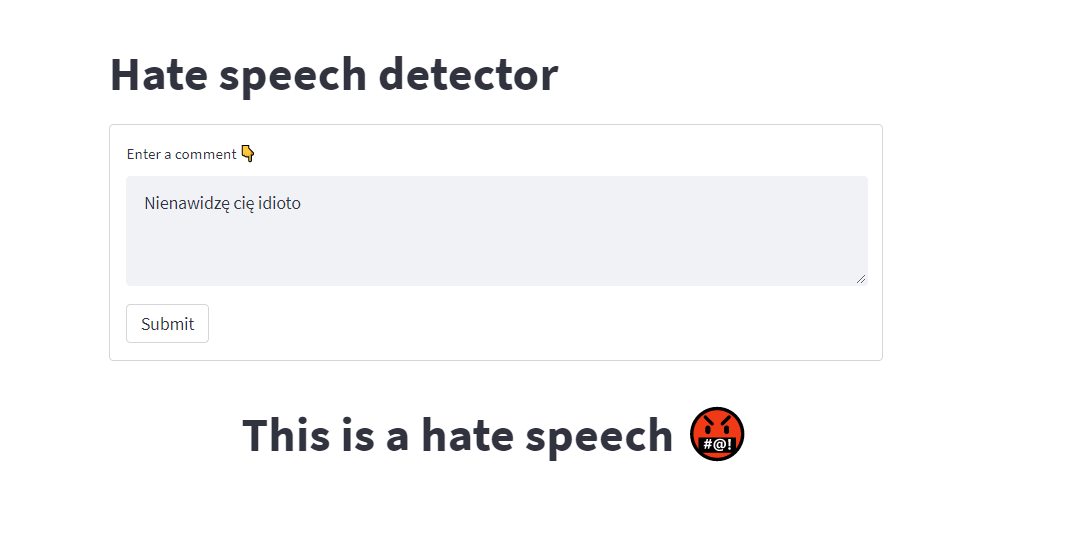 Hate speech detector
Enter a comment 👇
Nienawidzę cię idioto
Submit
This is a hate speech 🤬